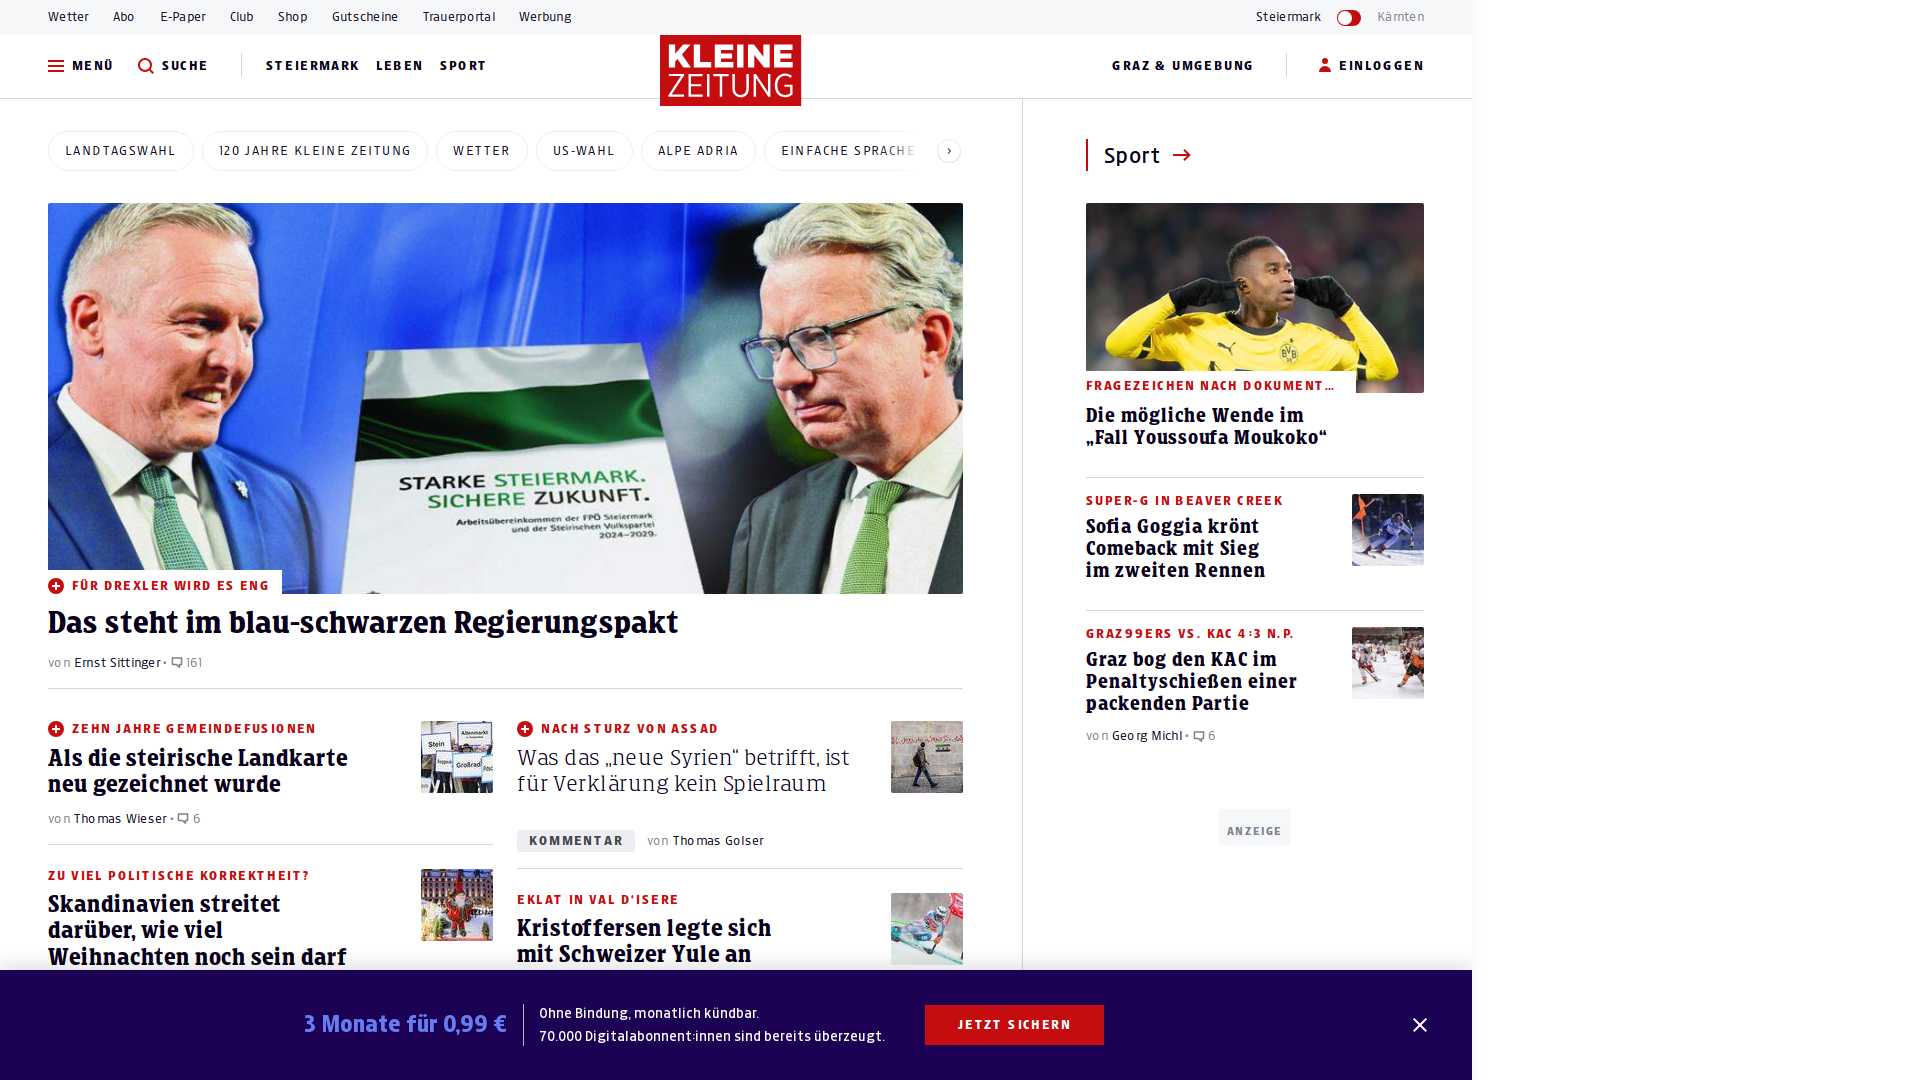 Wetter Abo E-Paper Club Shop Gutscheine Trauerportal Werbung
Steiermark Kärnten
MENÜ SUCHE STEIERMARK LEBEN SPORT
KLEINE
ZEITUNG
GRAZ & UMGEBUNG EINLOGGEN
LANDTAGSWAHL 120 JAHRE KLEINE ZEITUNG WETTER US-WAHL ALPE ADRIA EINFACHE SPRACHE
STARKE STEIERMARK.
SICHERE ZUKUNFT.
Arbeitsübereinkommen der FPÖ Steiermark
und der Steirischen Volkspartei
2024–2029.
FÜR DREXLER WIRD ES ENG
Das steht im blau-schwarzen Regierungspakt
von Ernst Sittinger • 161
ZEHN JAHRE GEMEINDEFUSIONEN
Als die steirische Landkarte
neu gezeichnet wurde
von Thomas Wieser • 6
Altenmarkt
Stein
Großradl
ZU VIEL POLITISCHE KORREKTHEIT?
Skandinavien streitet
darüber, wie viel
Weihnachten noch sein darf
NACH STURZ VON ASSAD
Was das „neue Syrien“ betrifft, ist
für Verklärung kein Spielraum
KOMMENTAR von Thomas Golser
EKLAT IN VAL D'ISERE
Kristoffersen legte sich
mit Schweizer Yule an
Sport
BVB
09
FRAGEZEICHEN NACH DOKUMENT…
Die mögliche Wende im
„Fall Youssoufa Moukoko“
SUPER-G IN BEAVER CREEK
Sofia Goggia krönt
Comeback mit Sieg
im zweiten Rennen
GRAZ99ERS VS. KAC 4:3 N.P.
Graz bog den KAC im
Penaltyschießen einer
packenden Partie
von Georg Michl • 6
ANZEIGE
3 Monate für 0,99 €
Ohne Bindung, monatlich kündbar.
70.000 Digitalabonnent:innen sind bereits überzeugt.
JETZT SICHERN